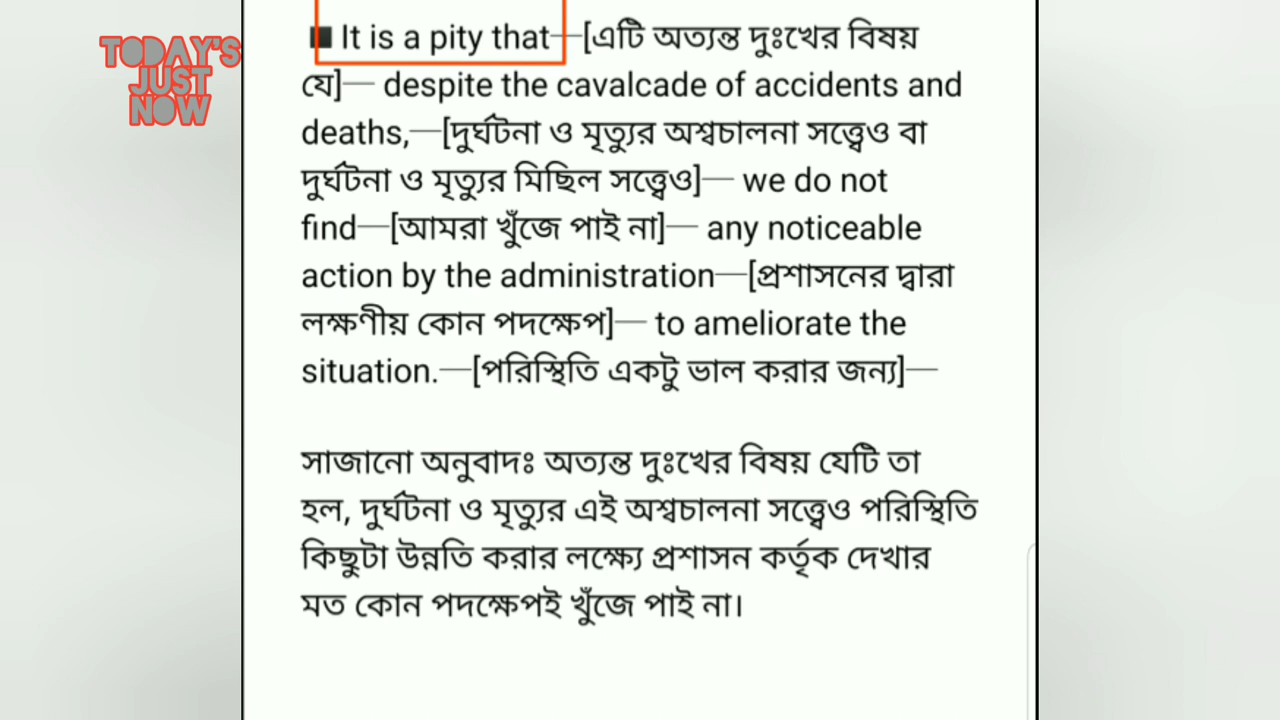 TODAY'S
JUST
NOW
■ It is a pity that—[এটি অত্যন্ত দুঃখের বিষয়
যে]— despite the cavalcade of accidents and
deaths,—[দুর্ঘটনা ও মৃত্যুর অশ্বচালনা সত্ত্বেও বা
দুর্ঘটনা ও মৃত্যুর মিছিল সত্ত্বেও]— we do not
find—[আমরা খুঁজে পাই না]— any noticeable
action by the administration—[প্রশাসনের দ্বারা
লক্ষণীয় কোন পদক্ষেপ]— to ameliorate the
situation.—[পরিস্থিতি একটু ভাল করার জন্য]—
সাজানো অনুবাদঃ অত্যন্ত দুঃখের বিষয় যেটি তা
হল, দুর্ঘটনা ও মৃত্যুর এই অশ্বচালনা সত্ত্বেও পরিস্থিতি
কিছুটা উন্নতি করার লক্ষ্যে প্রশাসন কর্তৃক দেখার
মত কোন পদক্ষেপই খুঁজে পাই না।